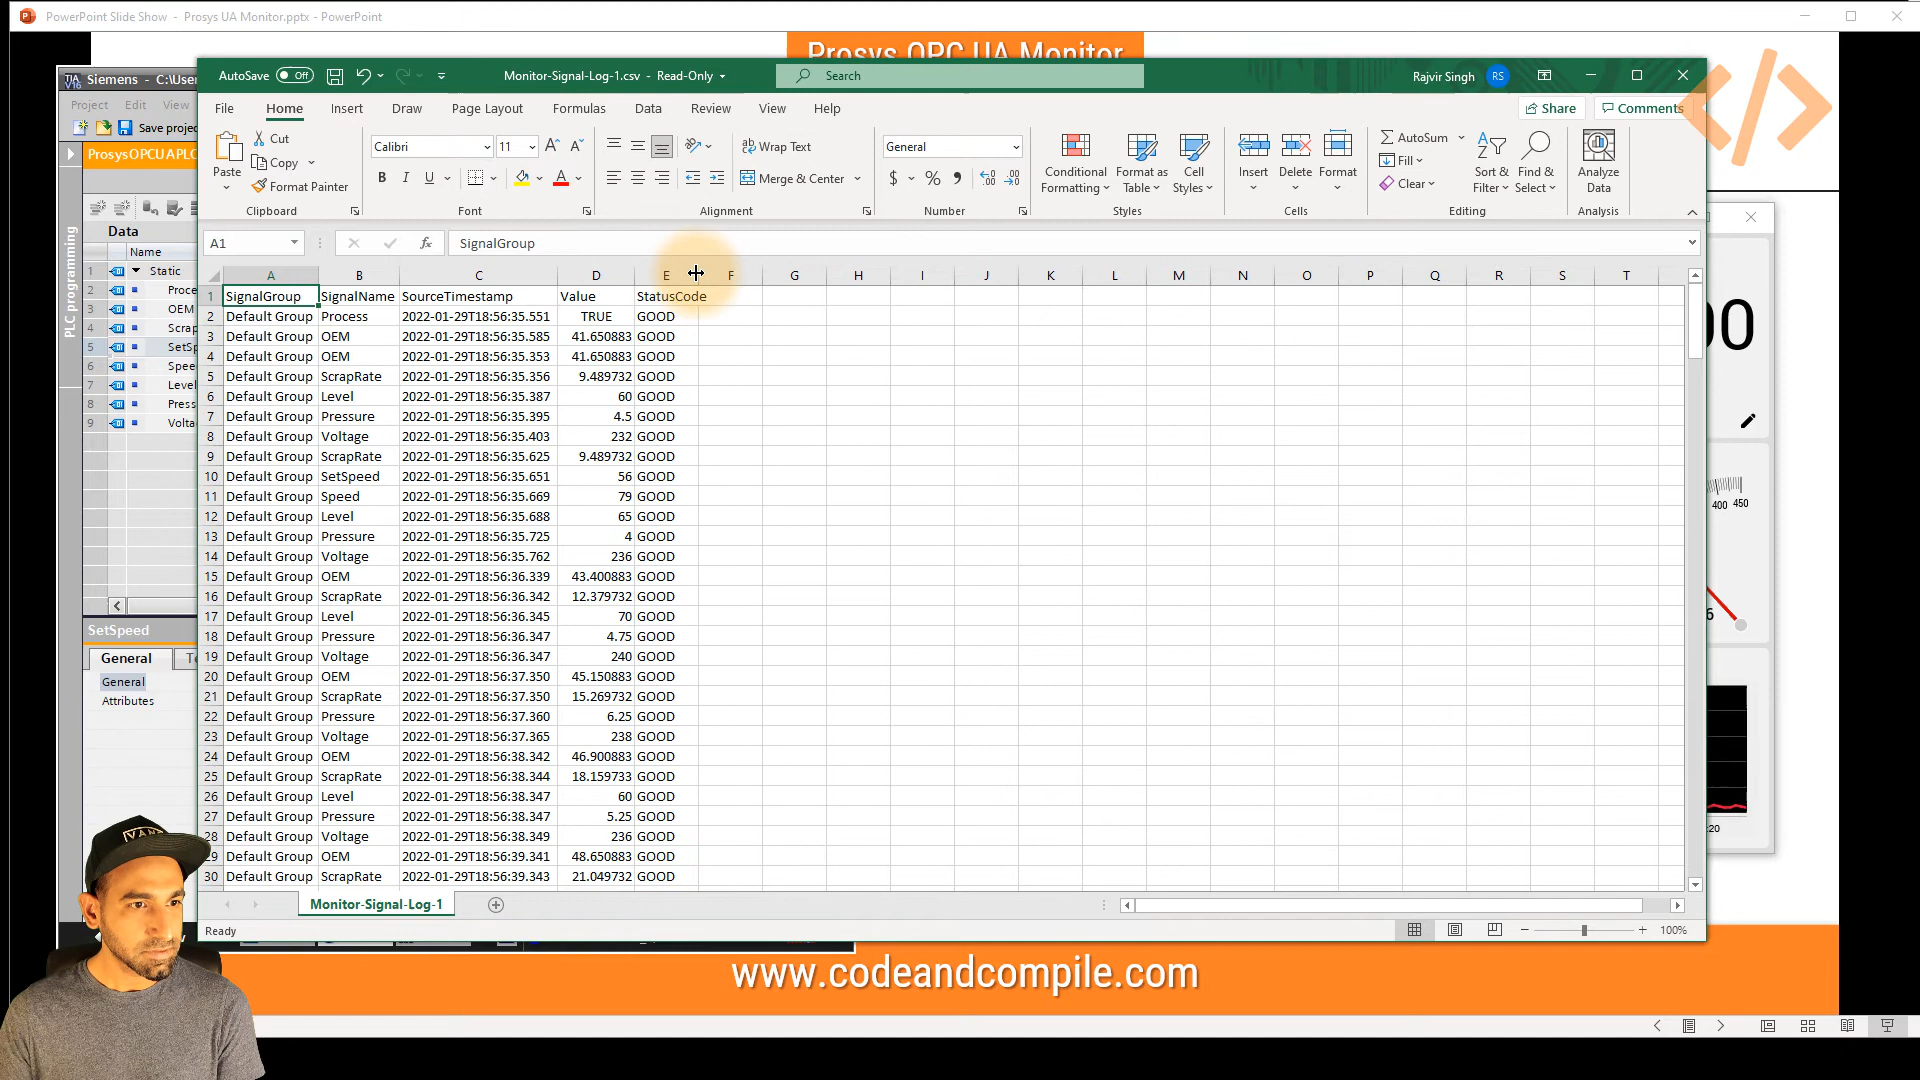 PowerPoint Slide Show - Prosys UA Monitor.pptx - PowerPoint
Prosys OPC UA Monitor
Siemens - C:\User
Project Edit View
Save projec
ProsysOPCUAPLC
PLC programming
Data
Name
1 Static
2 Proce
3 OEM
4 Scrap
5 SetSp
6 Spee
7 Level
8 Press
9 Volta
SetSpeed
General
General
Attributes
AutoSave Off
Monitor-Signal-Log-1.csv - Read-Only
Search
Rajvir Singh RS
File Home Insert Draw Page Layout Formulas Data Review View Help
Share Comments
Paste Cut Copy Format Painter Clipboard
Calibri 11 B I U Font
Wrap Text Merge & Center Alignment
General $ % , Number
Conditional Formatting Format as Table Cell Styles Styles
Insert Delete Format Cells
AutoSum Fill Clear Sort & Filter Find & Select Editing
Analyze Data Analysis
A1 fx SignalGroup
A B C D E F G H I J K L M N O P Q R S T
1 SignalGroup SignalName SourceTimestamp Value StatusCode
2 Default Group Process 2022-01-29T18:56:35.551 TRUE GOOD
3 Default Group OEM 2022-01-29T18:56:35.585 41.650883 GOOD
4 Default Group OEM 2022-01-29T18:56:35.353 41.650883 GOOD
5 Default Group ScrapRate 2022-01-29T18:56:35.356 9.489732 GOOD
6 Default Group Level 2022-01-29T18:56:35.387 60 GOOD
7 Default Group Pressure 2022-01-29T18:56:35.395 4.5 GOOD
8 Default Group Voltage 2022-01-29T18:56:35.403 232 GOOD
9 Default Group ScrapRate 2022-01-29T18:56:35.625 9.489732 GOOD
10 Default Group SetSpeed 2022-01-29T18:56:35.651 56 GOOD
11 Default Group Speed 2022-01-29T18:56:35.669 79 GOOD
12 Default Group Level 2022-01-29T18:56:35.688 65 GOOD
13 Default Group Pressure 2022-01-29T18:56:35.725 4 GOOD
14 Default Group Voltage 2022-01-29T18:56:35.762 236 GOOD
15 Default Group OEM 2022-01-29T18:56:36.339 43.400883 GOOD
16 Default Group ScrapRate 2022-01-29T18:56:36.342 12.379732 GOOD
17 Default Group Level 2022-01-29T18:56:36.345 70 GOOD
18 Default Group Pressure 2022-01-29T18:56:36.347 4.75 GOOD
19 Default Group Voltage 2022-01-29T18:56:36.347 240 GOOD
20 Default Group OEM 2022-01-29T18:56:37.350 45.150883 GOOD
21 Default Group ScrapRate 2022-01-29T18:56:37.350 15.269732 GOOD
22 Default Group Pressure 2022-01-29T18:56:37.360 6.25 GOOD
23 Default Group Voltage 2022-01-29T18:56:37.365 238 GOOD
24 Default Group OEM 2022-01-29T18:56:38.342 46.900883 GOOD
25 Default Group ScrapRate 2022-01-29T18:56:38.344 18.159733 GOOD
26 Default Group Level 2022-01-29T18:56:38.347 60 GOOD
27 Default Group Pressure 2022-01-29T18:56:38.347 5.25 GOOD
28 Default Group Voltage 2022-01-29T18:56:38.349 236 GOOD
29 Default Group OEM 2022-01-29T18:56:39.341 48.650883 GOOD
30 Default Group ScrapRate 2022-01-29T18:56:39.343 21.049732 GOOD
Monitor-Signal-Log-1
Ready
100%
400 450
:20
VANS
www.codeandcompile.com